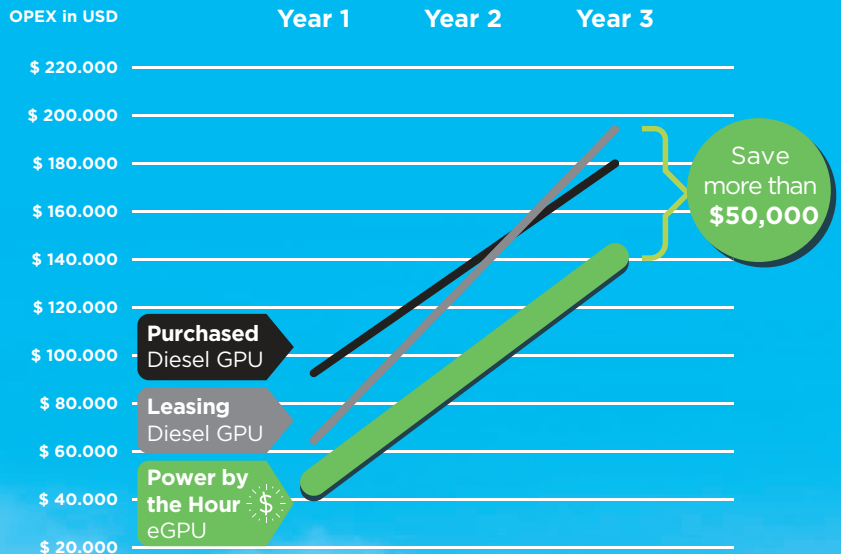 OPEX in USD
Year 1
Year 2
Year 3
$ 220.000
$ 200.000
$ 180.000
$ 160.000
$ 140.000
$ 120.000
$ 100.000
$ 80.000
$ 60.000
$ 40.000
$ 20.000
Purchased
Diesel GPU
Leasing
Diesel GPU
Power by
the Hour $
eGPU
Save
more than
$50,000